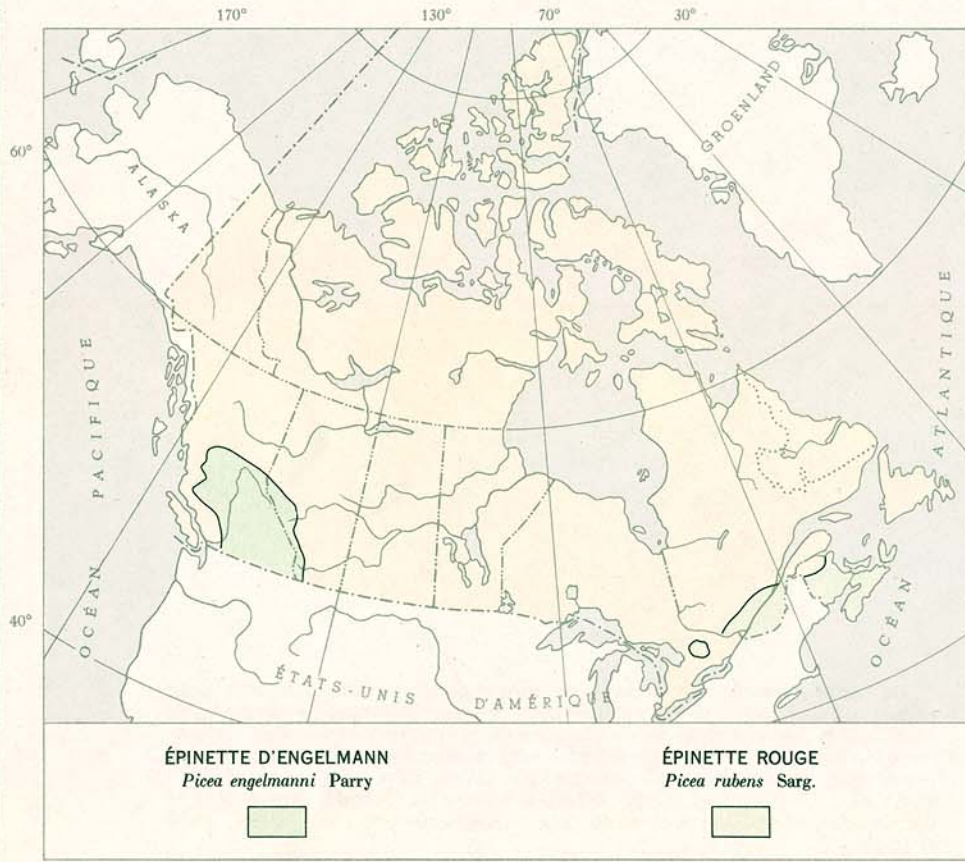 170° 130° 70° 30°
60°
GROENLAND
ALASKA
OCÉAN PACIFIQUE
OCÉAN ATLANTIQUE
40°
ÉTATS-UNIS D'AMÉRIQUE
ÉPINETTE D'ENGELMANN
Picea engelmanni Parry
ÉPINETTE ROUGE
Picea rubens Sarg.